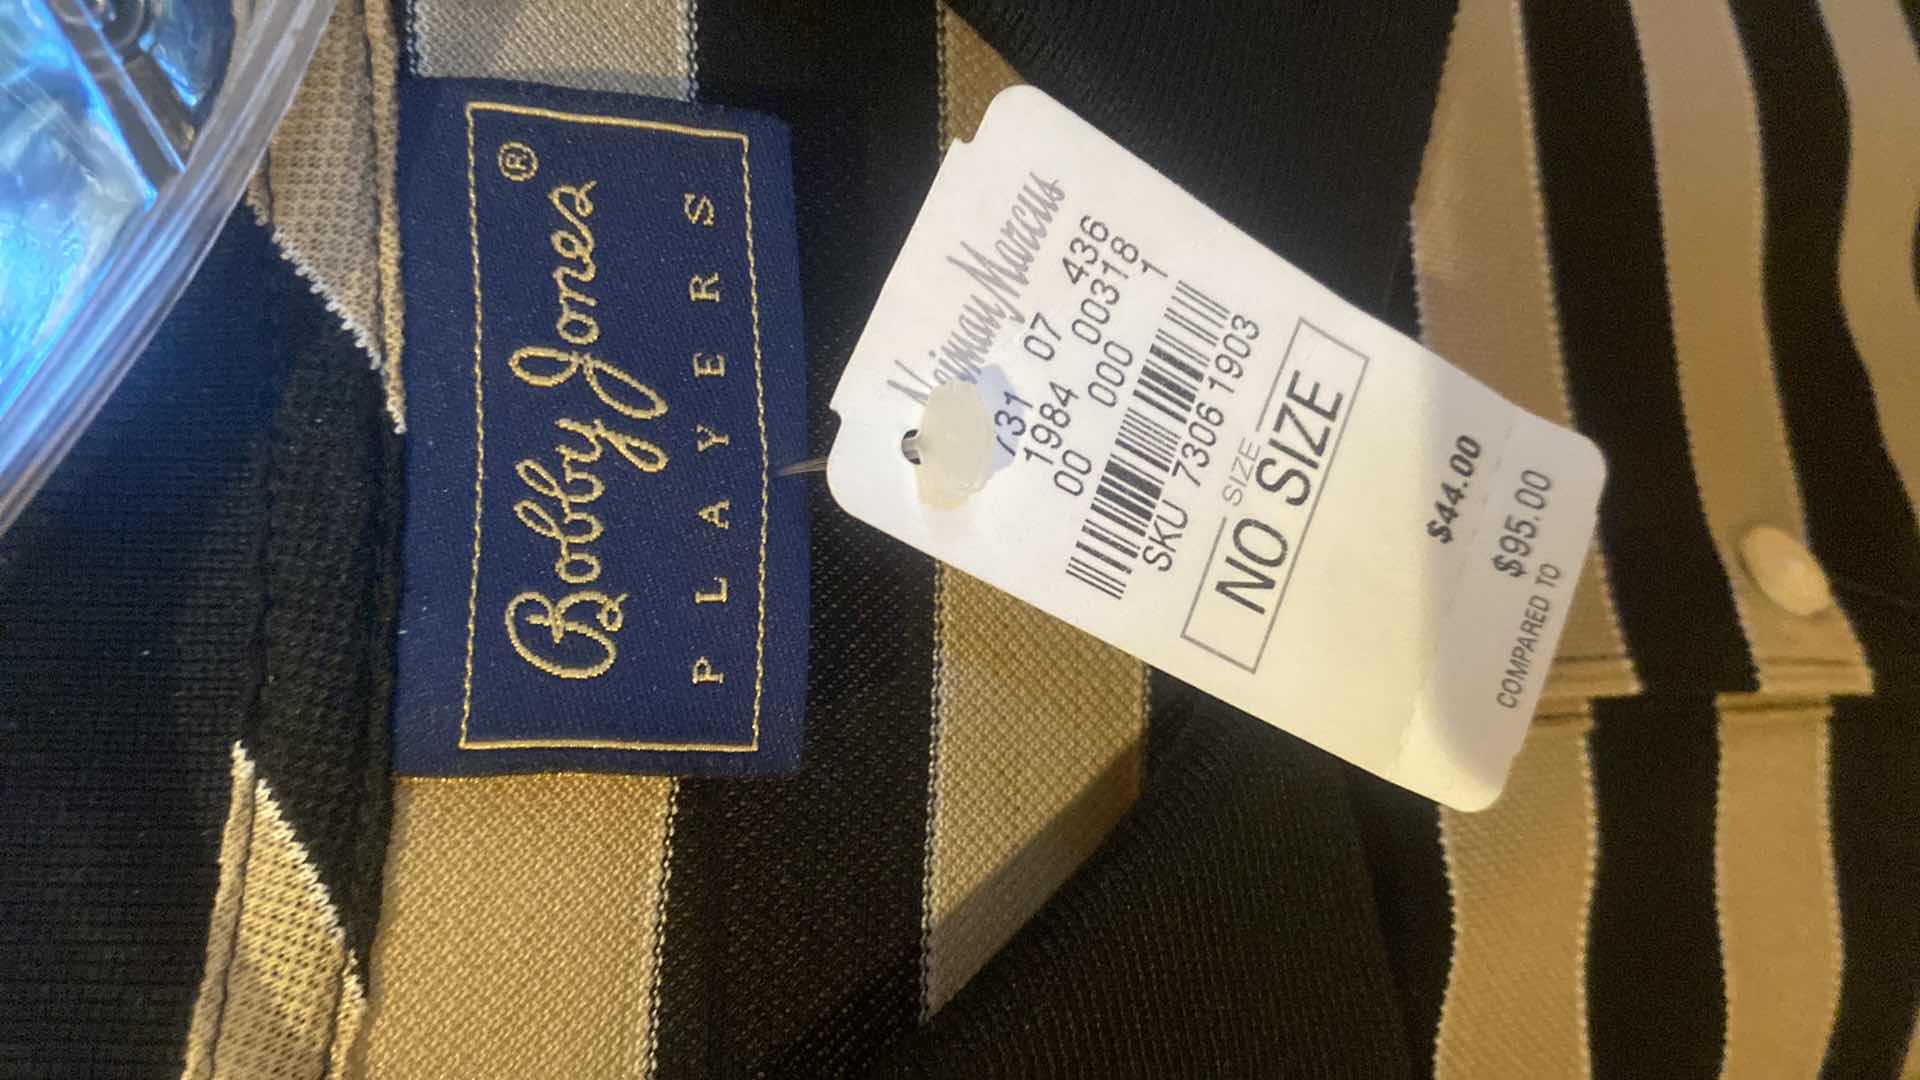 Bobby Jones®
PLAYERS
Neiman Marcus
731 07 436
1984 00318
00 000 1
SKU 7306 1903
SIZE
NO SIZE
$44.00
$95.00
COMPARED TO